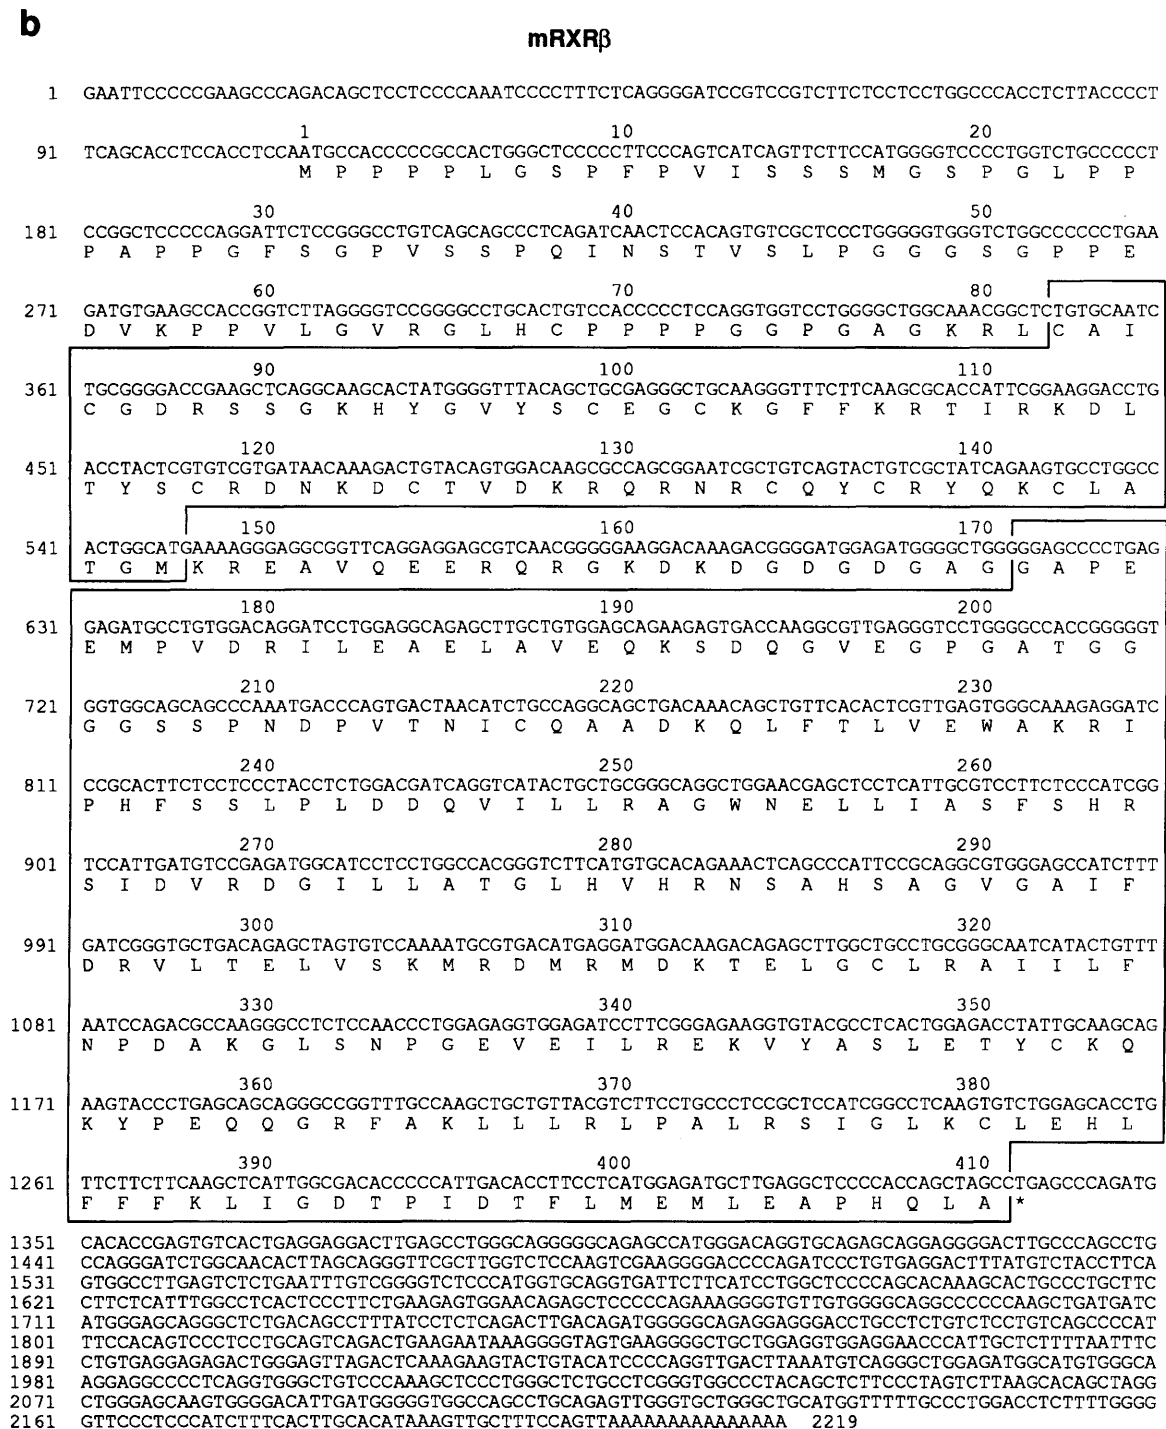 b
mRXRβ
1 GAATTCCCCCGAAGCCCAGACAGCTCCTCCCCAAATCCCCTTTCTCAGGGGATCCGTCCGTCTTCTCCTCCTGGCCCACCTCTTACCCCT
1 10 20
91 TCAGCACCTCCACCTCCAATGCCACCCCCGCCACTGGGCTCCCCCTTCCCAGTCATCAGTTCTTCCATGGGGTCCCCTGGTCTGCCCCCT
M P P P P L G S P F P V I S S S M G S P G L P P
30 40 50
181 CCGGCTCCCCCAGGATTCTCCGGGCCTGTCAGCAGCCCTCAGATCAACTCCACAGTGTCGCTCCCTGGGGGTGGGTCTGGCCCCCCTGAA
P A P P G F S G P V S S P Q I N S T V S L P G G G S G P P E
60 70 80
271 GATGTGAAGCCACCGGTCTTAGGGGTCCGGGGCCTGCACTGTCCACCCCCTCCAGGTGGTCCTGGGGCTGGCAAACGGCTCTGTGCAATC
D V K P P V L G V R G L H C P P P P G G P G A G K R L C A I
90 100 110
361 TGCGGGGACCGAAGCTCAGGCAAGCACTATGGGGTTTACAGCTGCGAGGGCTGCAAGGGTTTCTTCAAGCGCACCATTCGGAAGGACCTG
C G D R S S G K H Y G V Y S C E G C K G F F K R T I R K D L
120 130 140
451 ACCTACTCGTGTCGTGATAACAAAGACTGTACAGTGGACAAGCGCCAGCGGAATCGCTGTCAGTACTGTCGCTATCAGAAGTGCCTGGCC
T Y S C R D N K D C T V D K R Q R N R C Q Y C R Y Q K C L A
150 160 170
541 ACTGGCATGAAAAGGGAGGCGGTTCAGGAGGAGCGTCAACGGGGGAAGGACAAAGACGGGGATGGAGATGGGGCTGGGGGAGCCCCTGAG
T G M K R E A V Q E E R Q R G K D K D G D G D G A G G A P E
180 190 200
631 GAGATGCCTGTGGACAGGATCCTGGAGGCAGAGCTTGCTGTGGAGCAGAAGAGTGACCAAGGCGTTGAGGGTCCTGGGGCCACCGGGGGT
E M P V D R I L E A E L A V E Q K S D Q G V E G P G A T G G
210 220 230
721 GGTGGCAGCAGCCCAAATGACCCAGTGACTAACATCTGCCAGGCAGCTGACAAACAGCTGTTCACACTCGTTGAGTGGGCAAAGAGGATC
G G S S P N D P V T N I C Q A A D K Q L F T L V E W A K R I
240 250 260
811 CCGCACTTCTCCTCCCTACCTCTGGACGATCAGGTCATACTGCTGCGGGCAGGCTGGAACGAGCTCCTCATTGCGTCCTTCTCCCATCGG
P H F S S L P L D D Q V I L L R A G W N E L L I A S F S H R
270 280 290
901 TCCATTGATGTCCGAGATGGCATCCTCCTGGCCACGGGTCTTCATGTGCACAGAAACTCAGCCCATTCCGCAGGCGTGGGAGCCATCTTT
S I D V R D G I L L A T G L H V H R N S A H S A G V G A I F
300 310 320
991 GATCGGGTGCTGACAGAGCTAGTGTCCAAAATGCGTGACATGAGGATGGACAAGACAGAGCTTGGCTGCCTGCGGGCAATCATACTGTTT
D R V L T E L V S K M R D M R M D K T E L G C L R A I I L F
330 340 350
1081 AATCCAGACGCCAAGGGCCTCTCCAACCCTGGAGAGGTGGAGATCCTTCGGGAGAAGGTGTACGCCTCACTGGAGACCTATTGCAAGCAG
N P D A K G L S N P G E V E I L R E K V Y A S L E T Y C K Q
360 370 380
1171 AAGTACCCTGAGCAGCAGGGCCGGTTTGCCAAGCTGCTGTTACGTCTTCCTGCCCTCCGCTCCATCGGCCTCAAGTGTCTGGAGCACCTG
K Y P E Q Q G R F A K L L L R L P A L R S I G L K C L E H L
390 400 410
1261 TTCTTCTTCAAGCTCATTGGCGACACCCCCATTGACACCTTCCTCATGGAGATGCTTGAGGCTCCCCACCAGCTAGCCTGAGCCCAGATG
F F F K L I G D T P I D T F L M E M L E A P H Q L A *
1351 CACACCGAGTGTCACTGAGGAGGACTTGAGCCTGGGCAGGGGGCAGAGCCATGGGACAGGTGCAGAGCAGGAGGGGACTTGCCCAGCCTG
1441 CCAGGGATCTGGCAACACTTAGCAGGGTTCGCTTGGTCTCCAAGTCGAAGGGGACCCCAGATCCCTGTGAGGACTTTATGTCTACCTTCA
1531 GTGGCCTTGAGTCTCTGAATTTGTCGGGGTCTCCCATGGTGCAGGTGATTCTTCATCCTGGCTCCCCAGCACAAAGCACTGCCCTGCTTC
1621 CTTCTCATTTGGCCTCACTCCCTTCTGAAGAGTGGAACAGAGCTCCCCCAGAAAGGGGTGTTGTGGGGCAGGCCCCCCAAGCTGATGATC
1711 ATGGGAGCAGGGCTCTGACAGCCTTTATCCTCTCAGACTTGACAGATGGGGGCAGAGGAGGGACCTGCCTCTGTCTCCTGTCAGCCCCAT
1801 TTCCACAGTCCCTCCTGCAGTCAGACTGAAGAATAAAGGGGTAGTGAAGGGGCTGCTGGAGGTGGAGGAACCCATTGCTCTTTTAATTTC
1891 CTGTGAGGAGAGACTGGGAGTTAGACTCAAAGAAGTACTGTACATCCCCAGGTTGACTTAAATGTCAGGGCTGGAGATGGCATGTGGGCA
1981 AGGAGGCCCCTCAGGTGGGCTGTCCCAAAGCTCCCTGGGCTCTGCCTCGGGTGGCCCTACAGCTCTTCCCTAGTCTTAAGCACAGCTAGG
2071 CTGGGAGCAAGTGGGGACATTGATGGGGGTGGCCAGCCTGCAGAGTTGGGTGCTGGGCTGCATGGTTTTTGCCCTGGACCTCTTTTGGGG
2161 GTTCCCTCCCATCTTTCACTTGCACATAAAGTTGCTTTCCAGTTAAAAAAAAAAAAAAA 2219